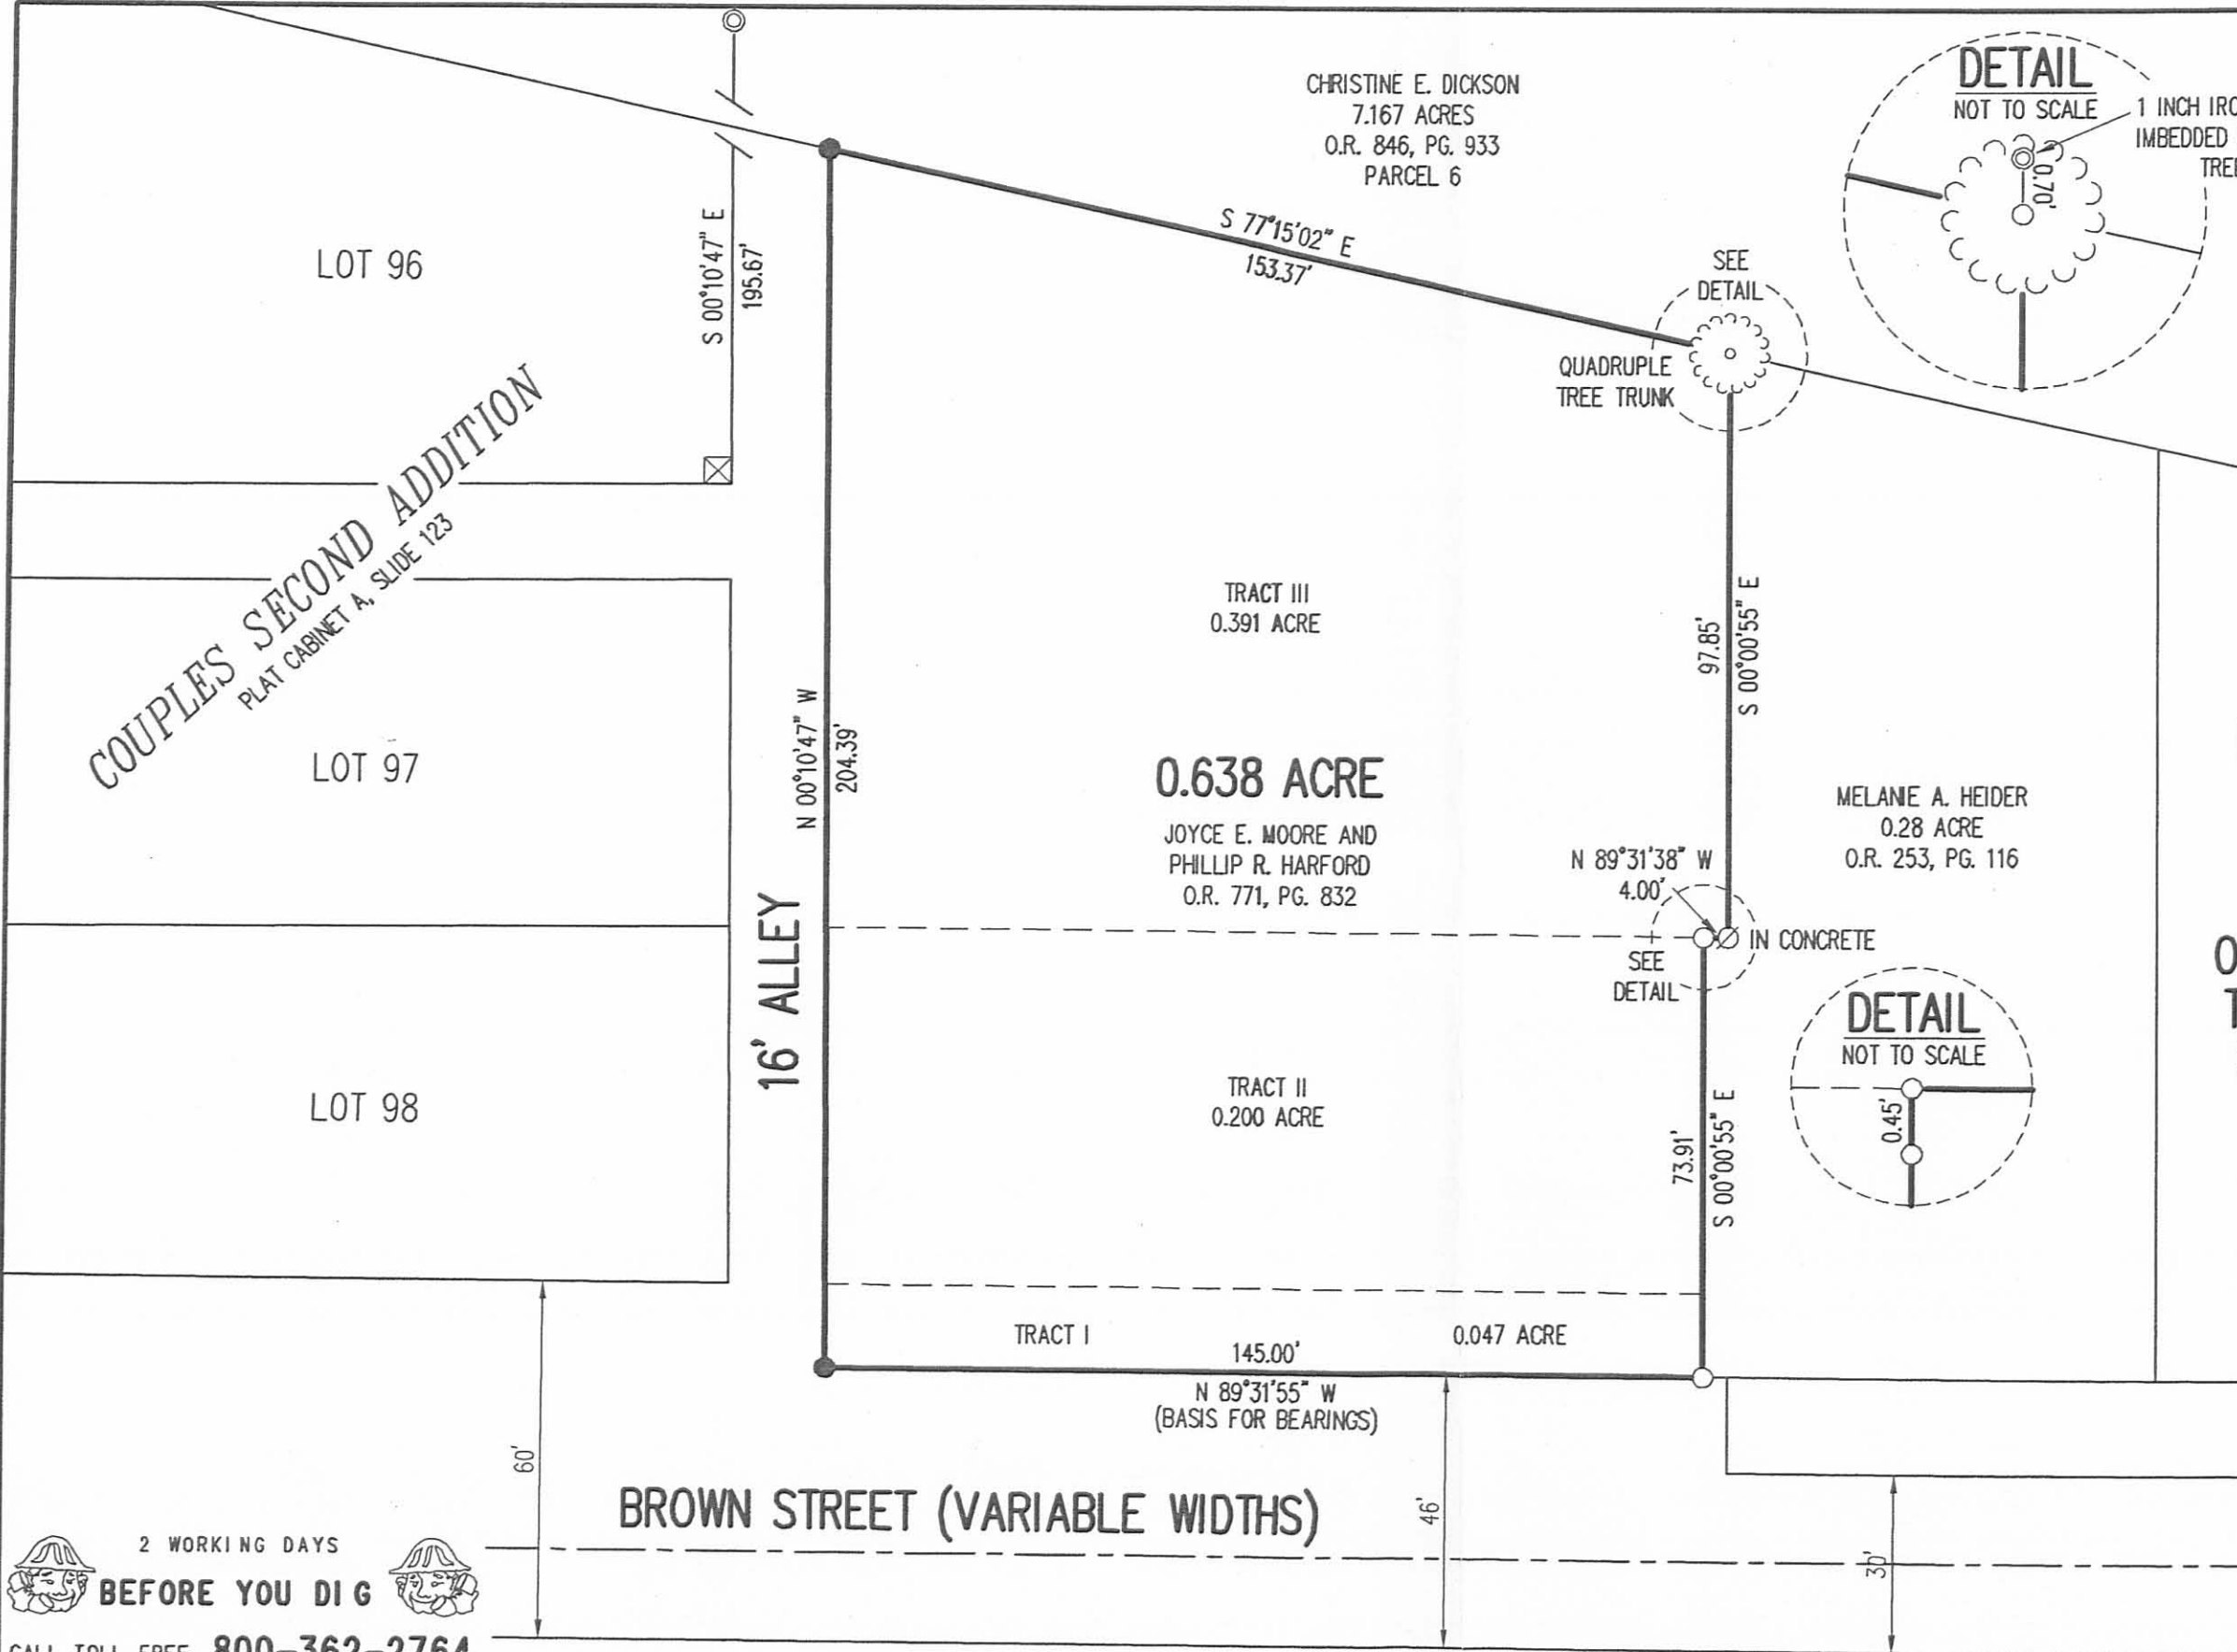 CHRISTINE E. DICKSON
7.167 ACRES
O.R. 846, PG. 933
PARCEL 6
DETAIL
NOT TO SCALE
1 INCH
IMBEDDED
0.70'
LOT 96
S 00°10'47" E
195.67'
S 77°15'02" E
153.37'
SEE
DETAIL
QUADRUPLE
TREE TRUNK
COUPLES SECOND ADDITION
PLAT CABINET A, SLIDE 123
TRACT III
0.391 ACRE
97.85'
S 00°00'55" E
LOT 97
N 00°10'47" W
204.39'
0.638 ACRE
JOYCE E. MOORE AND
PHILLIP R. HARFORD
O.R. 771, PG. 832
MELANIE A. HEIDER
0.28 ACRE
O.R. 253, PG. 116
N 89°31'38" W
4.00'
IN CONCRETE
SEE
DETAIL
16' ALLEY
LOT 98
TRACT II
0.200 ACRE
73.91'
S 00°00'55" E
DETAIL
NOT TO SCALE
0.45'
TRACT I
0.047 ACRE
145.00'
N 89°31'55" W
(BASIS FOR BEARINGS)
60'
BROWN STREET (VARIABLE WIDTHS)
46'
30'
2 WORKING DAYS
BEFORE YOU DIG
CALL TOLL FREE 800-362-2764